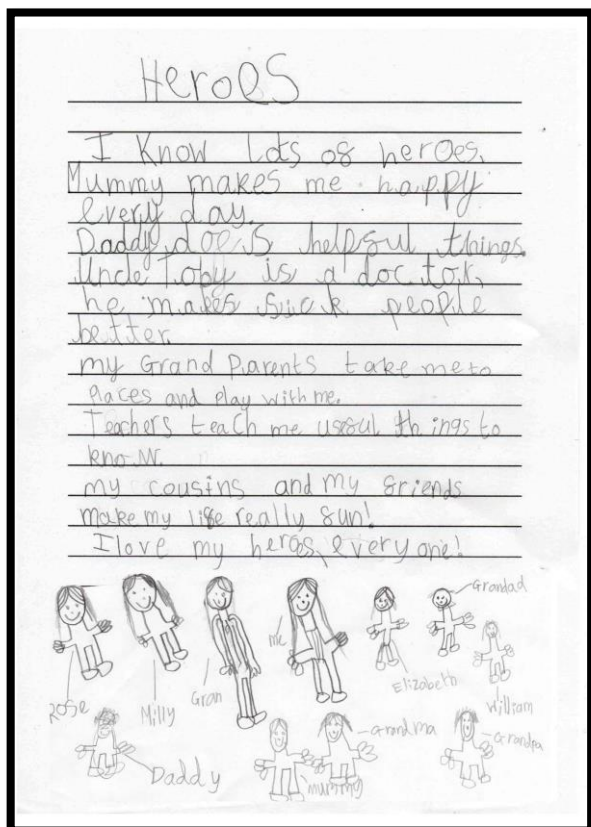 Heroes
I know lots of heroes,
Mummy makes me happy
every day.
Daddy does helpful things.
Uncle Toby is a doctor,
he makes sick people
better.
my Grand Parents take me to
Places and play with me.
Teachers teach me useful things to
know.
my cousins and my friends
make my life really fun!
I love my heros, every one!
Grandad
me
Elizabeth
William
Rose
Milly
Gran
Grandma
Grandpa
Daddy
mummy